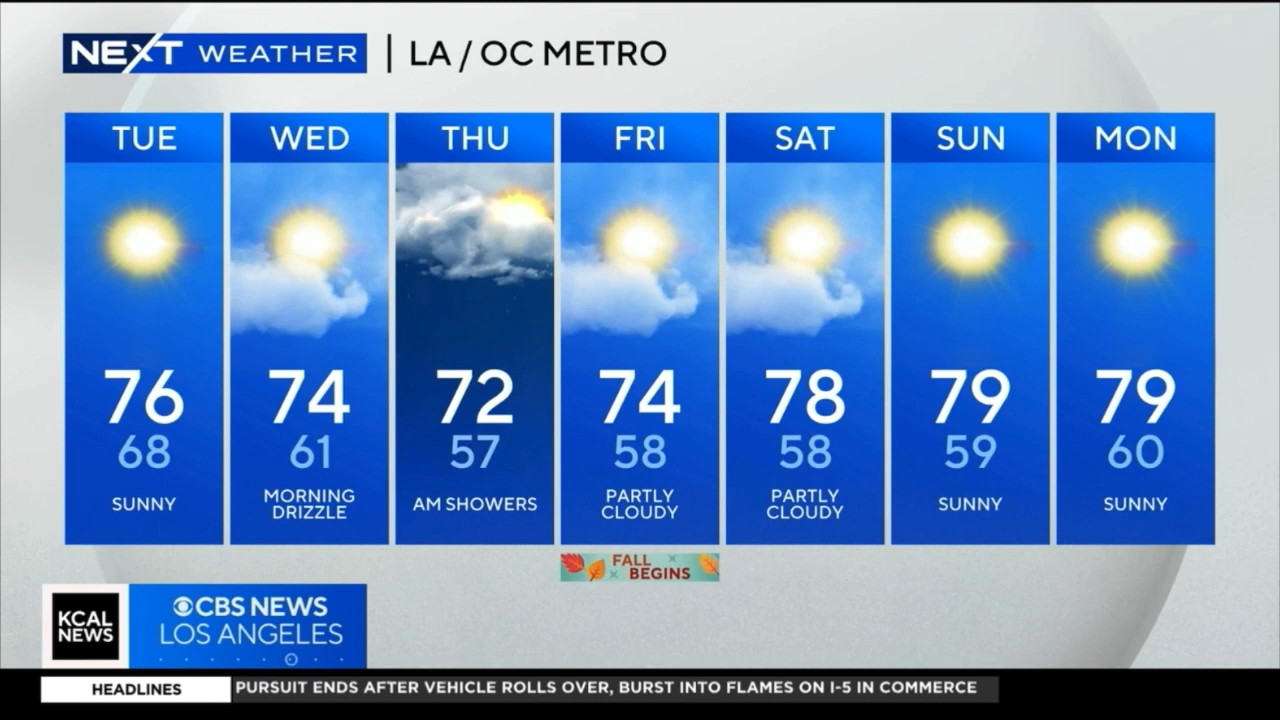 NEXT WEATHER | LA / OC METRO
TUE
76
68
SUNNY
WED
74
61
MORNING
DRIZZLE
THU
72
57
AM SHOWERS
FRI
74
58
PARTLY
CLOUDY
SAT
78
58
PARTLY
CLOUDY
SUN
79
59
SUNNY
MON
79
60
SUNNY
FALL
BEGINS
KCAL
NEWS
CBS NEWS
LOS ANGELES
HEADLINES
PURSUIT ENDS AFTER VEHICLE ROLLS OVER, BURST INTO FLAMES ON I-5 IN COMMERCE